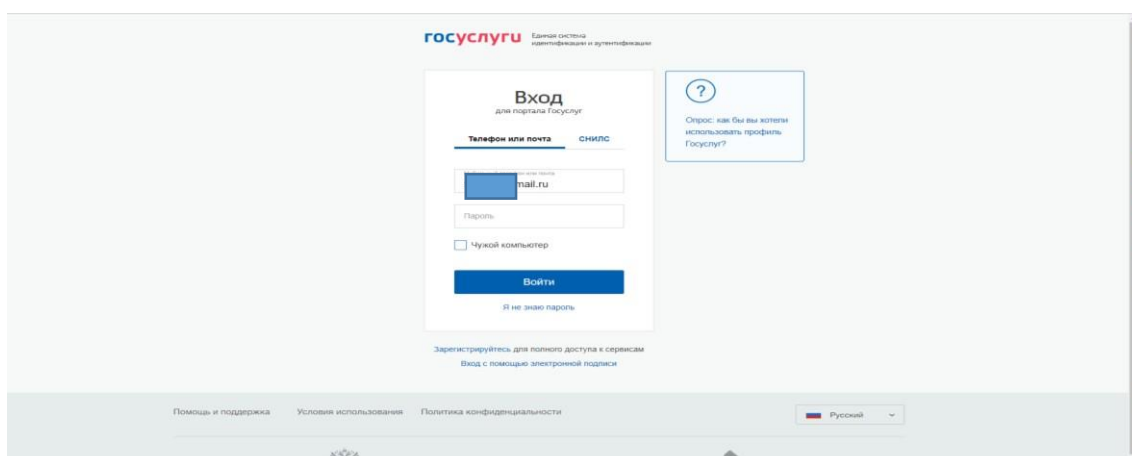 госуслуги
Единая система
идентификации и аутентификации
Вход
для портала Госуслуг
Телефон или почта
СНИЛС
или почта
mail.ru
Пароль
Чужой компьютер
Войти
Я не знаю пароль
Зарегистрируйтесь для полного доступа к сервисам
Вход с помощью электронной подписи
?
Опрос: как бы вы хотели
использовать профиль
Госуслуг?
Помощь и поддержка
Условия использования
Политика конфиденциальности
Русский